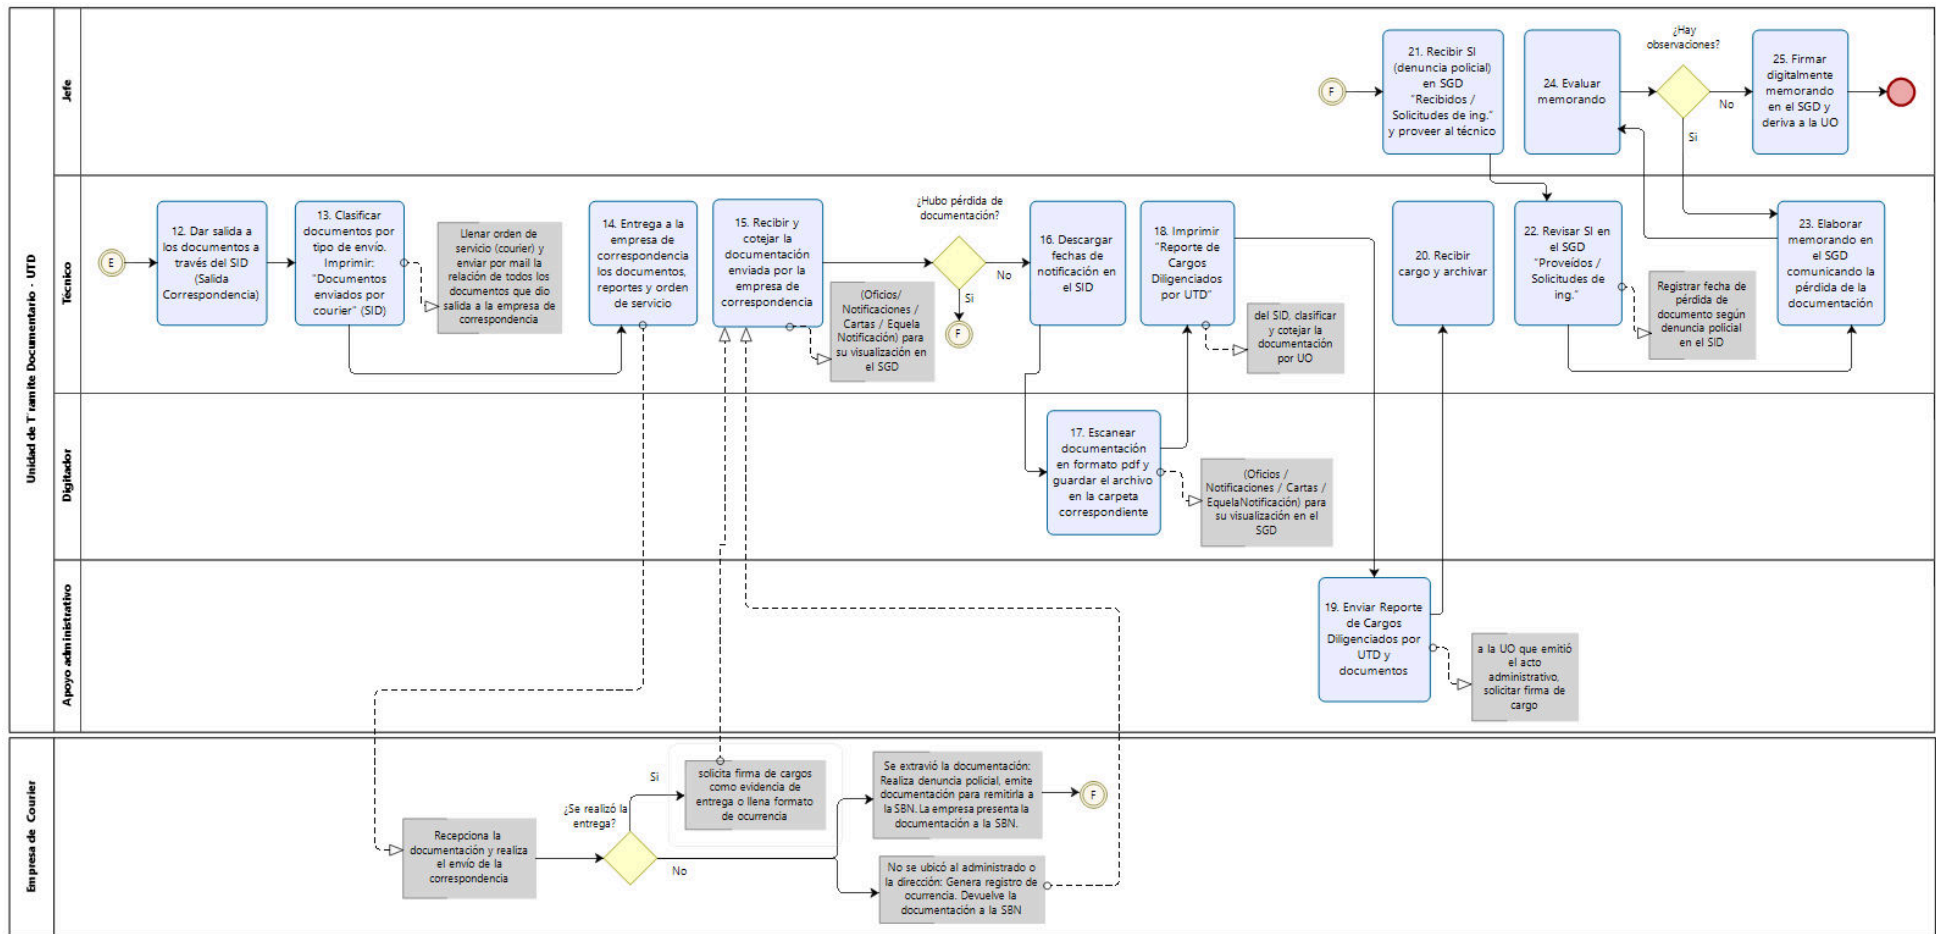 Unidad de Tramite Documentario - UTD
Jefe
F
21. Recibir SI
(denuncia policial)
en SGD
"Recibidos /
Solicitudes de ing."
y proveer al técnico
24. Evaluar
memorando
¿Hay
observaciones?
No
Si
25. Firmar
digitalmente
memorando
en el SGD y
deriva a la UO
Técnico
E
12. Dar salida a
los documentos a
través del SID
(Salida
Correspondencia)
13. Clasificar
documentos por
tipo de envío.
Imprimir:
"Documentos
enviados por
courier" (SID)
Llenar orden de
servicio (courier) y
enviar por mail la
relación de todos los
documentos que dio
salida a la empresa de
correspondencia
14. Entrega a la
empresa de
correspondencia
los documentos,
reportes y orden
de servicio
15. Recibir y
cotejar la
documentación
enviada por la
empresa de
correspondencia
(Oficios/
Notificaciones /
Cartas / Equela
Notificación) para
su visualización en
el SGD
¿Hubo pérdida de
documentación?
No
Si
F
16. Descargar
fechas de
notificación en
el SID
18. Imprimir
"Reporte de
Cargos
Diligenciados
por UTD"
del SID, clasificar
y cotejar la
documentación
por UO
20. Recibir
cargo y archivar
22. Revisar SI en
el SGD
"Proveídos /
Solicitudes de
ing."
Registrar fecha de
pérdida de
documento según
denuncia policial
en el SID
23. Elaborar
memorando en
el SGD
comunicando la
pérdida de la
documentación
Digitador
17. Escanear
documentación
en formato pdf y
guardar el archivo
en la carpeta
correspondiente
(Oficios /
Notificaciones / Cartas /
EquelaNotificación) para
su visualización en el
SGD
Apoyo administrativo
19. Enviar Reporte
de Cargos
Diligenciados por
UTD y
documentos
a la UO que emitió
el acto
administrativo,
solicitar firma de
cargo
Empresa de Courier
Recepciona la
documentación y realiza
el envío de la
correspondencia
¿Se realizó la
entrega?
Si
No
solicita firma de cargos
como evidencia de
entrega o llena formato
de ocurrencia
Se extravió la documentación:
Realiza denuncia policial, emite
documentación para remitirla a
la SBN. La empresa presenta la
documentación a la SBN.
F
No se ubicó al administrado o
la dirección: Genera registro de
ocurrencia. Devuelve la
documentación a la SBN